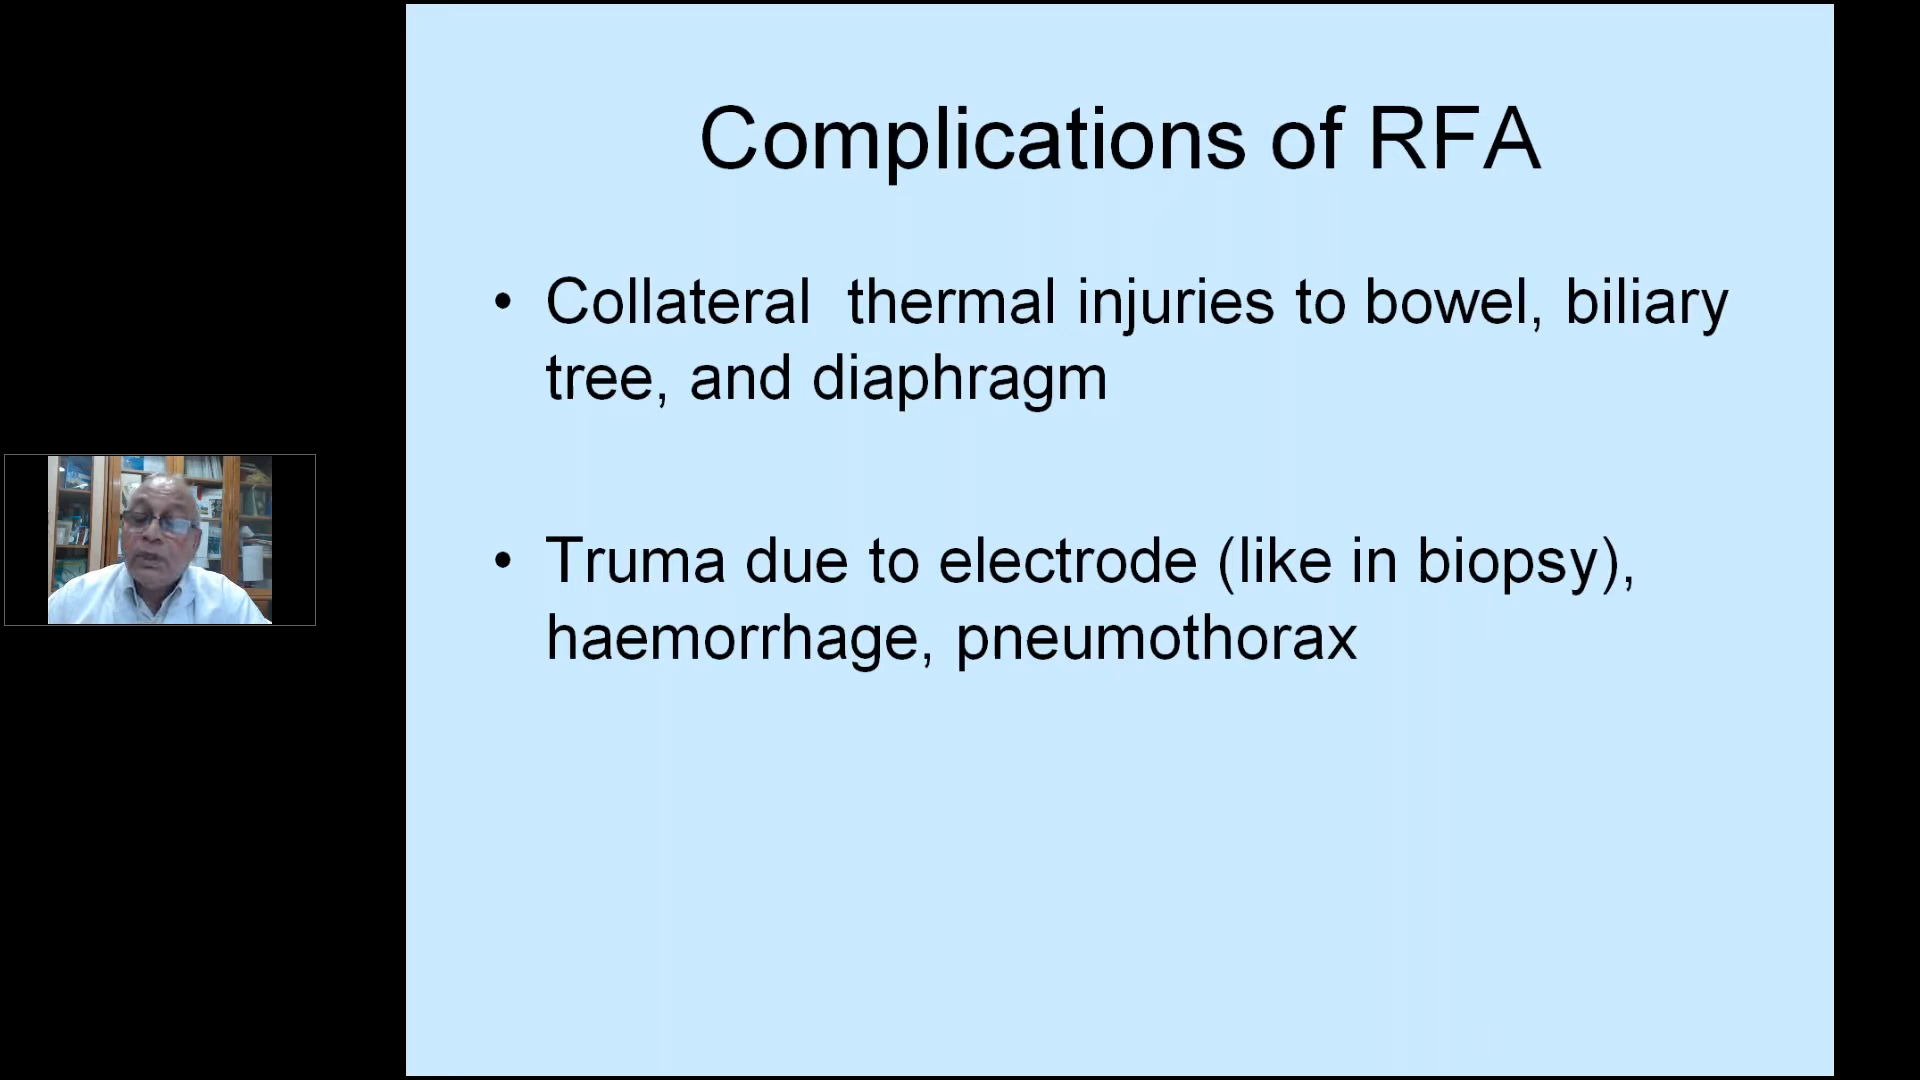 Complications of RFA
• Collateral  thermal injuries to bowel, biliary
tree, and diaphragm
• Truma due to electrode (like in biopsy),
haemorrhage, pneumothorax